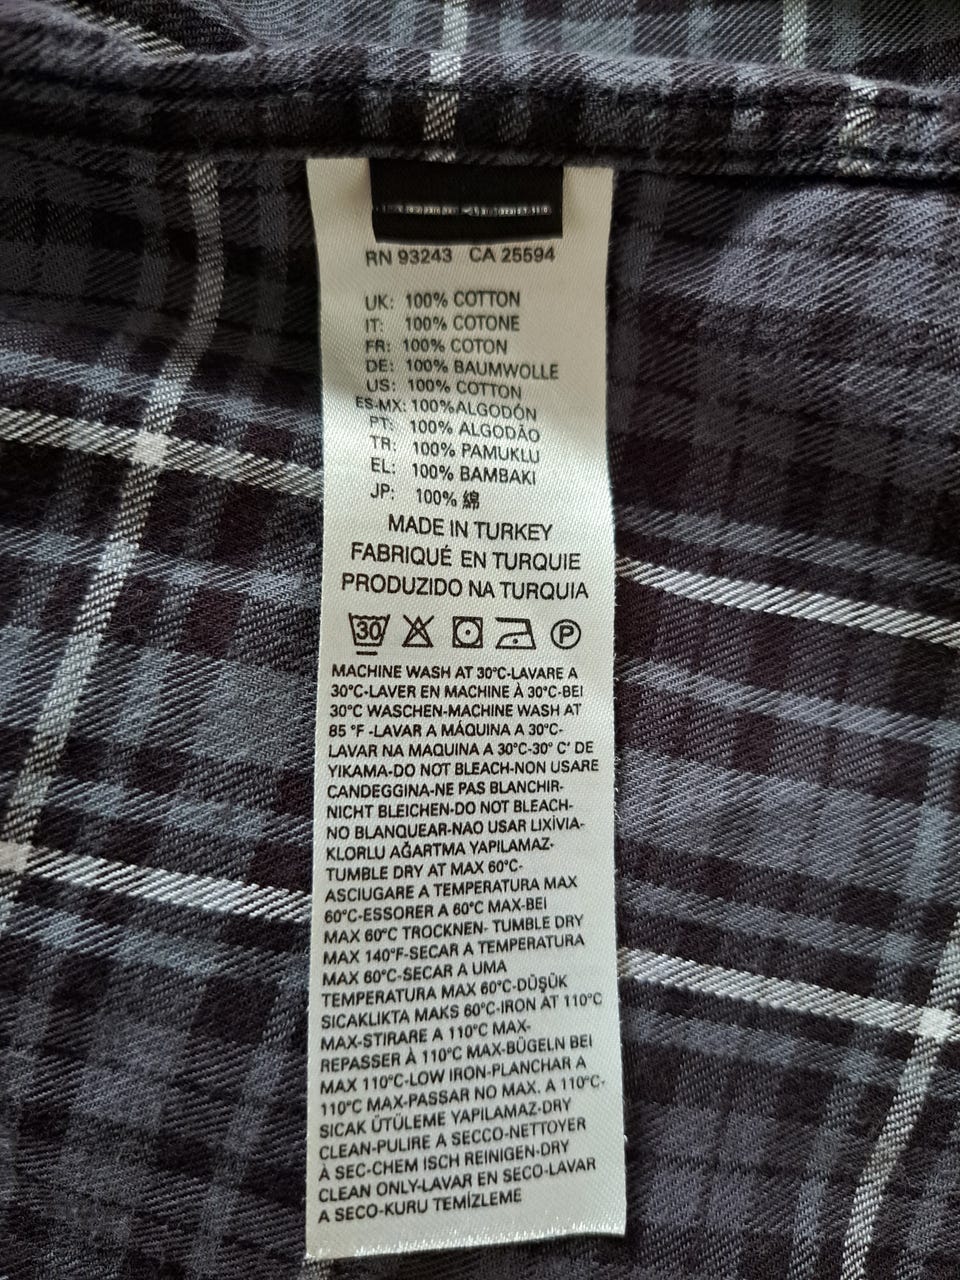 RN 93243 CA 25594
UK: 100% COTTON
IT: 100% COTONE
FR: 100% COTON
DE: 100% BAUMWOLLE
US: 100% COTTON
ES-MX: 100%ALGODÓN
PT: 100% ALGODÃO
TR: 100% PAMUKLU
EL: 100% BAMBAKI
JP: 100% 綿
MADE IN TURKEY
FABRIQUÉ EN TURQUIE
PRODUZIDO NA TURQUIA
30 P
MACHINE WASH AT 30°C-LAVARE A
30°C-LAVER EN MACHINE À 30°C-BEI
30°C WASCHEN-MACHINE WASH AT
85 °F -LAVAR A MÁQUINA A 30°C-
LAVAR NA MAQUINA A 30°C-30° C' DE
YIKAMA-DO NOT BLEACH-NON USARE
CANDEGGINA-NE PAS BLANCHIR-
NICHT BLEICHEN-DO NOT BLEACH-
NO BLANQUEAR-NAO USAR LIXÍVIA-
KLORLU AĞARTMA YAPILAMAZ-
TUMBLE DRY AT MAX 60°C-
ASCIUGARE A TEMPERATURA MAX
60°C-ESSORER A 60°C MAX-BEI
MAX 60°C TROCKNEN- TUMBLE DRY
MAX 140°F-SECAR A TEMPERATURA
MAX 60°C-SECAR A UMA
TEMPERATURA MAX 60°C-DÜŞÜK
SICAKLIKTA MAKS 60°C-IRON AT 110°C
MAX-STIRARE A 110°C MAX-
REPASSER À 110°C MAX-BÜGELN BEI
MAX 110°C-LOW IRON-PLANCHAR A
110°C MAX-PASSAR NO MAX. A 110°C-
SICAK ÜTÜLEME YAPILAMAZ-DRY
CLEAN-PULIRE A SECCO-NETTOYER
À SEC-CHEM ISCH REINIGEN-DRY
CLEAN ONLY-LAVAR EN SECO-LAVAR
A SECO-KURU TEMİZLEME